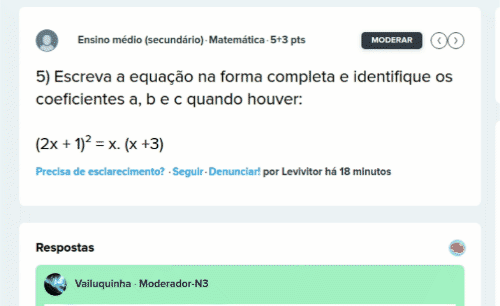 Ensino médio (secundário) · Matemática · 5+3 pts
MODERAR
5) Escreva a equação na forma completa e identifique os
coeficientes a, b e c quando houver:
(2x + 1)² = x. (x +3)
Precisa de esclarecimento? · Seguir · Denunciar! por Levivitor há 18 minutos
Respostas
Vailuquinha · Moderador-N3